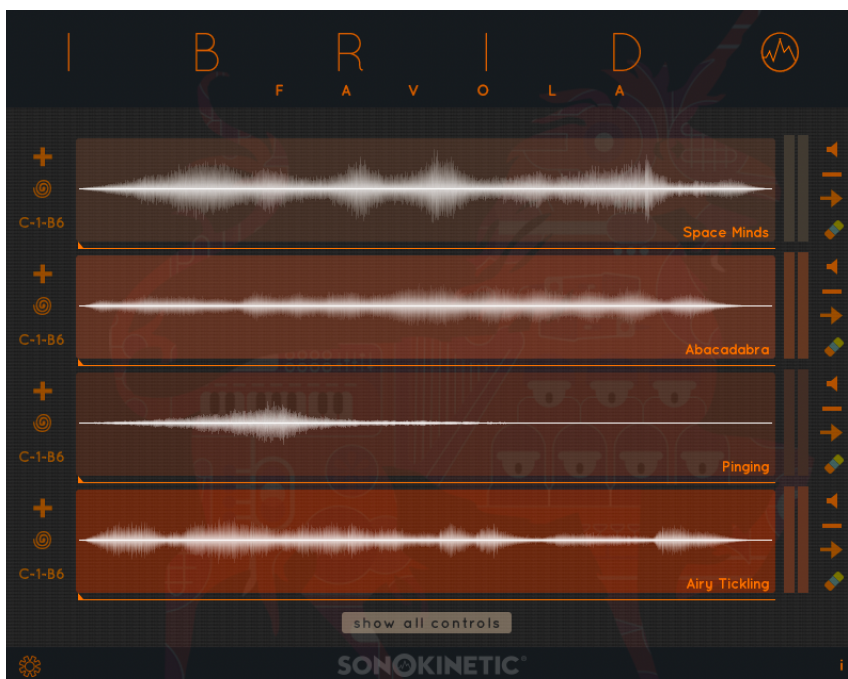 I B R I D
F A V O L A
C-1-B6
Space Minds
C-1-B6
Abacadabra
C-1-B6
Pinging
C-1-B6
Airy Tickling
show all controls
SONOKINETIC®
i